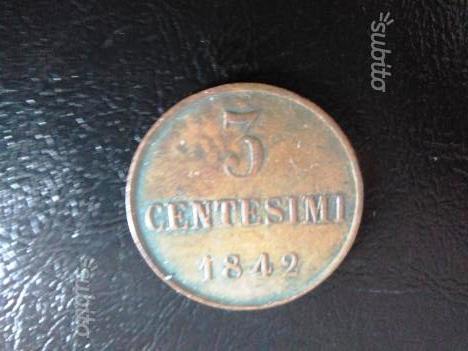 subito
3
CENTESIMI
1842
subito